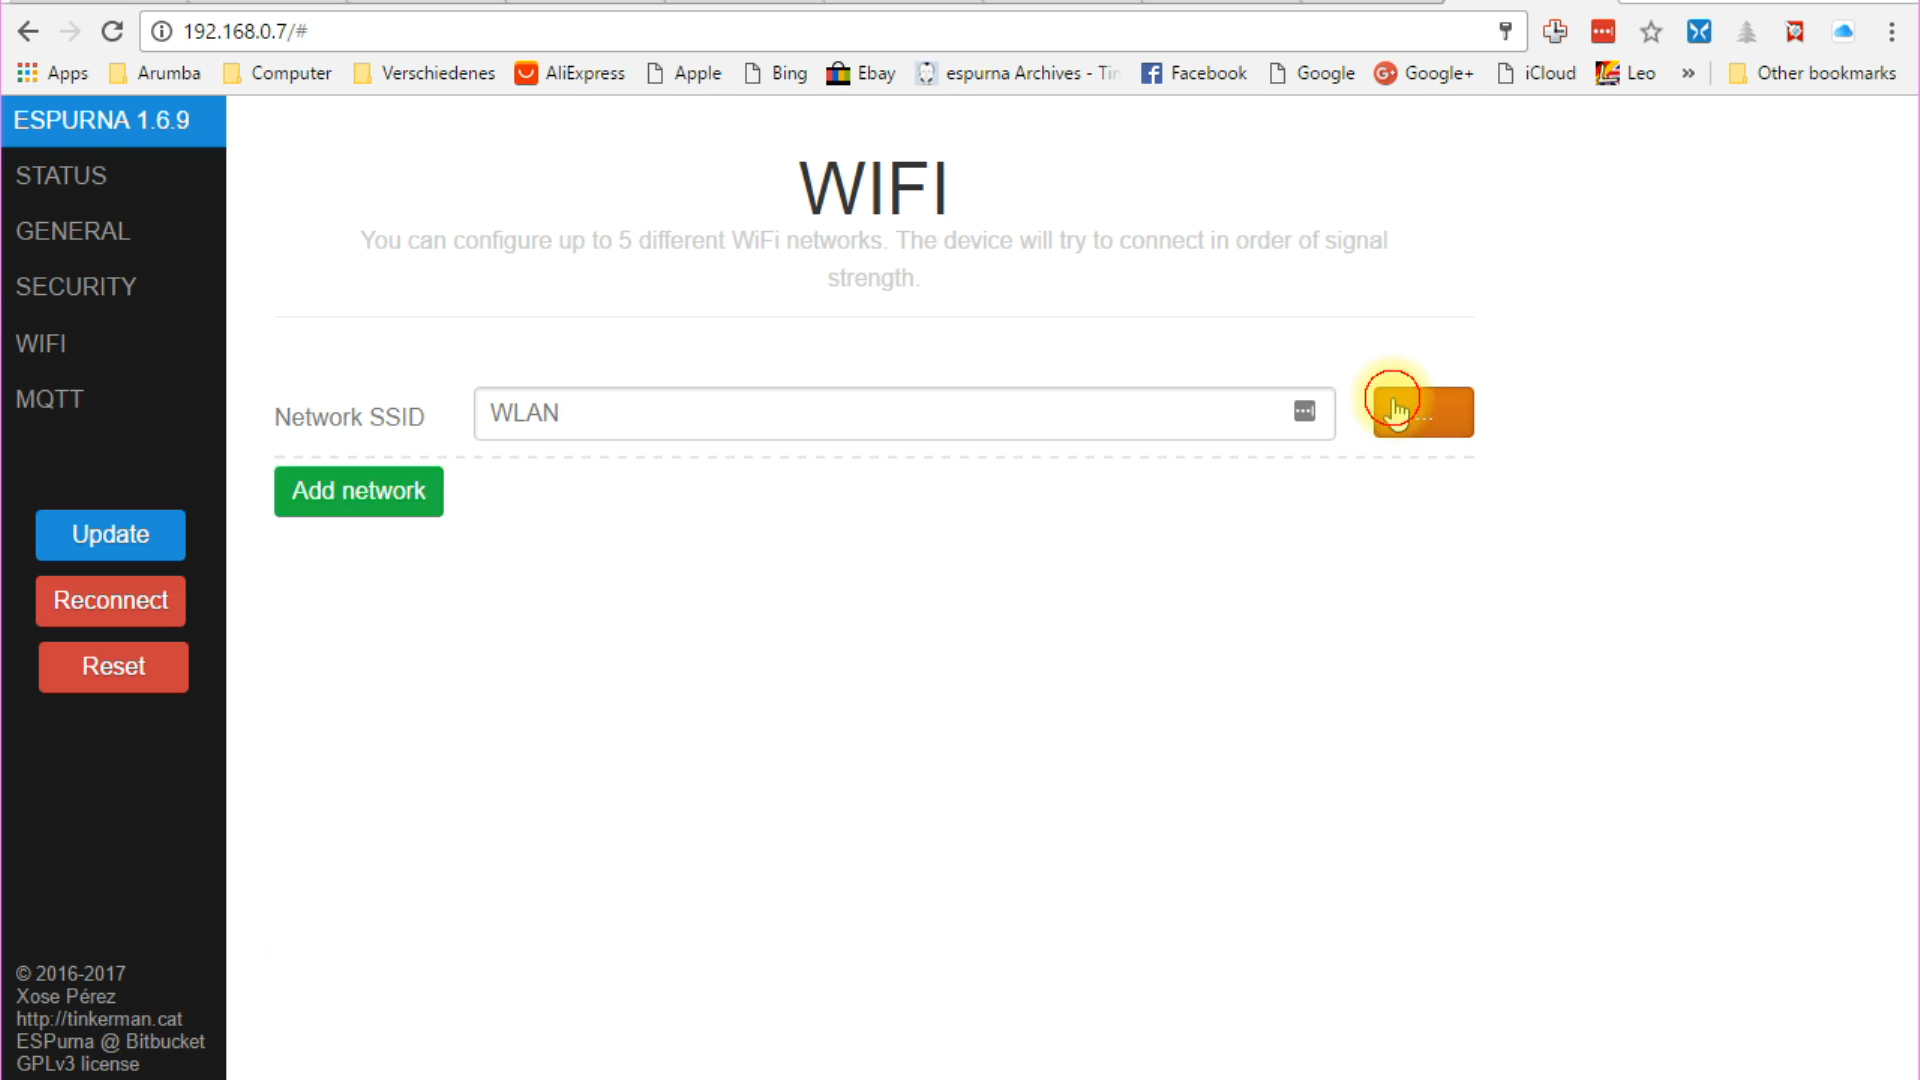 192.168.0.7/#
Apps Arumba Computer Verschiedenes AliExpress Apple Bing Ebay espurna Archives - Tin Facebook Google Google+ iCloud Leo » Other bookmarks
ESPURNA 1.6.9
STATUS
GENERAL
SECURITY
WIFI
MQTT
Update
Reconnect
Reset
© 2016-2017
Xose Pérez
http://tinkerman.cat
ESPurna @ Bitbucket
GPLv3 license
WIFI
You can configure up to 5 different WiFi networks. The device will try to connect in order of signal
strength.
Network SSID WLAN ...
Add network